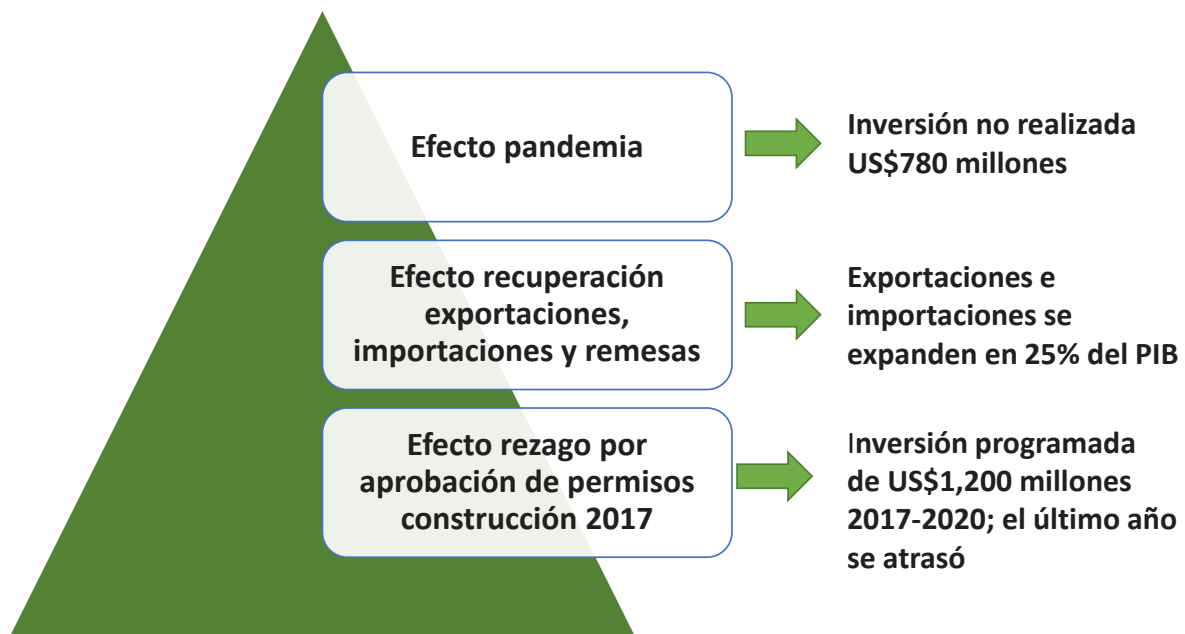 Efecto pandemia
Inversión no realizada
US$780 millones
Efecto recuperación
exportaciones,
importaciones y remesas
Exportaciones e
importaciones se
expanden en 25% del PIB
Efecto rezago por
aprobación de permisos
construcción 2017
Inversión programada
de US$1,200 millones
2017-2020; el último año
se atrasó